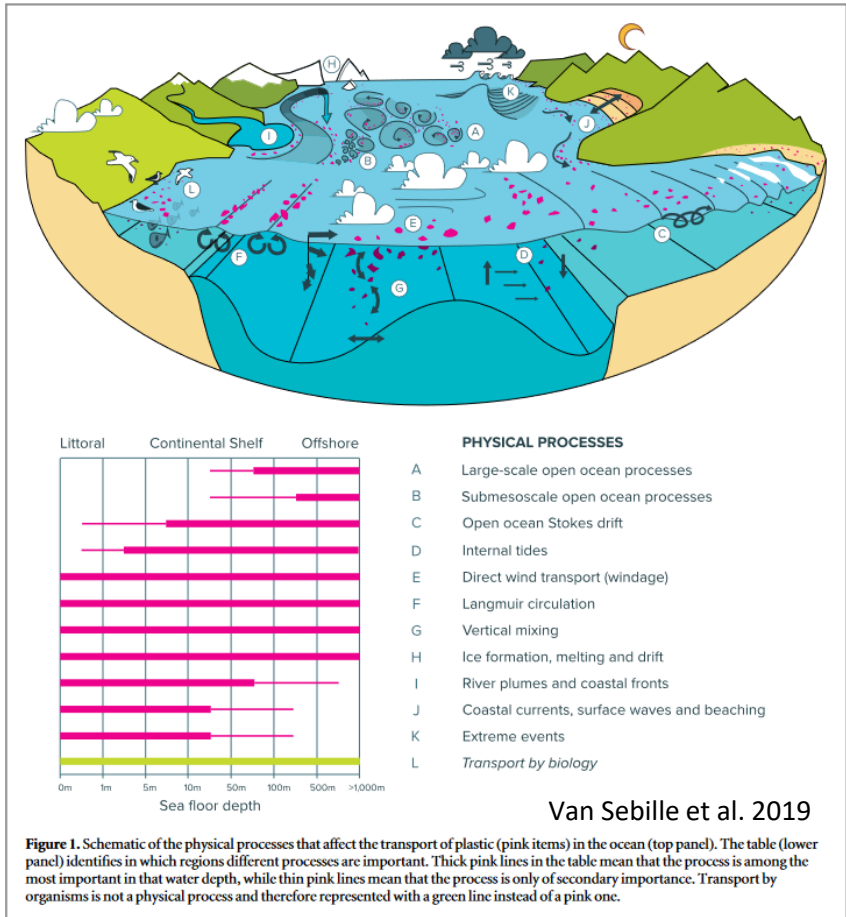 H
K
J
I
A
B
L
E
C
F
D
G
Littoral Continental Shelf Offshore
PHYSICAL PROCESSES
A Large-scale open ocean processes
B Submesoscale open ocean processes
C Open ocean Stokes drift
D Internal tides
E Direct wind transport (windage)
F Langmuir circulation
G Vertical mixing
H Ice formation, melting and drift
I River plumes and coastal fronts
J Coastal currents, surface waves and beaching
K Extreme events
L Transport by biology
0m 1m 5m 10m 50m 100m 500m >1,000m
Sea floor depth
Van Sebille et al. 2019
Figure 1. Schematic of the physical processes that affect the transport of plastic (pink items) in the ocean (top panel). The table (lower
panel) identifies in which regions different processes are important. Thick pink lines in the table mean that the process is among the
most important in that water depth, while thin pink lines mean that the process is only of secondary importance. Transport by
organisms is not a physical process and therefore represented with a green line instead of a pink one.